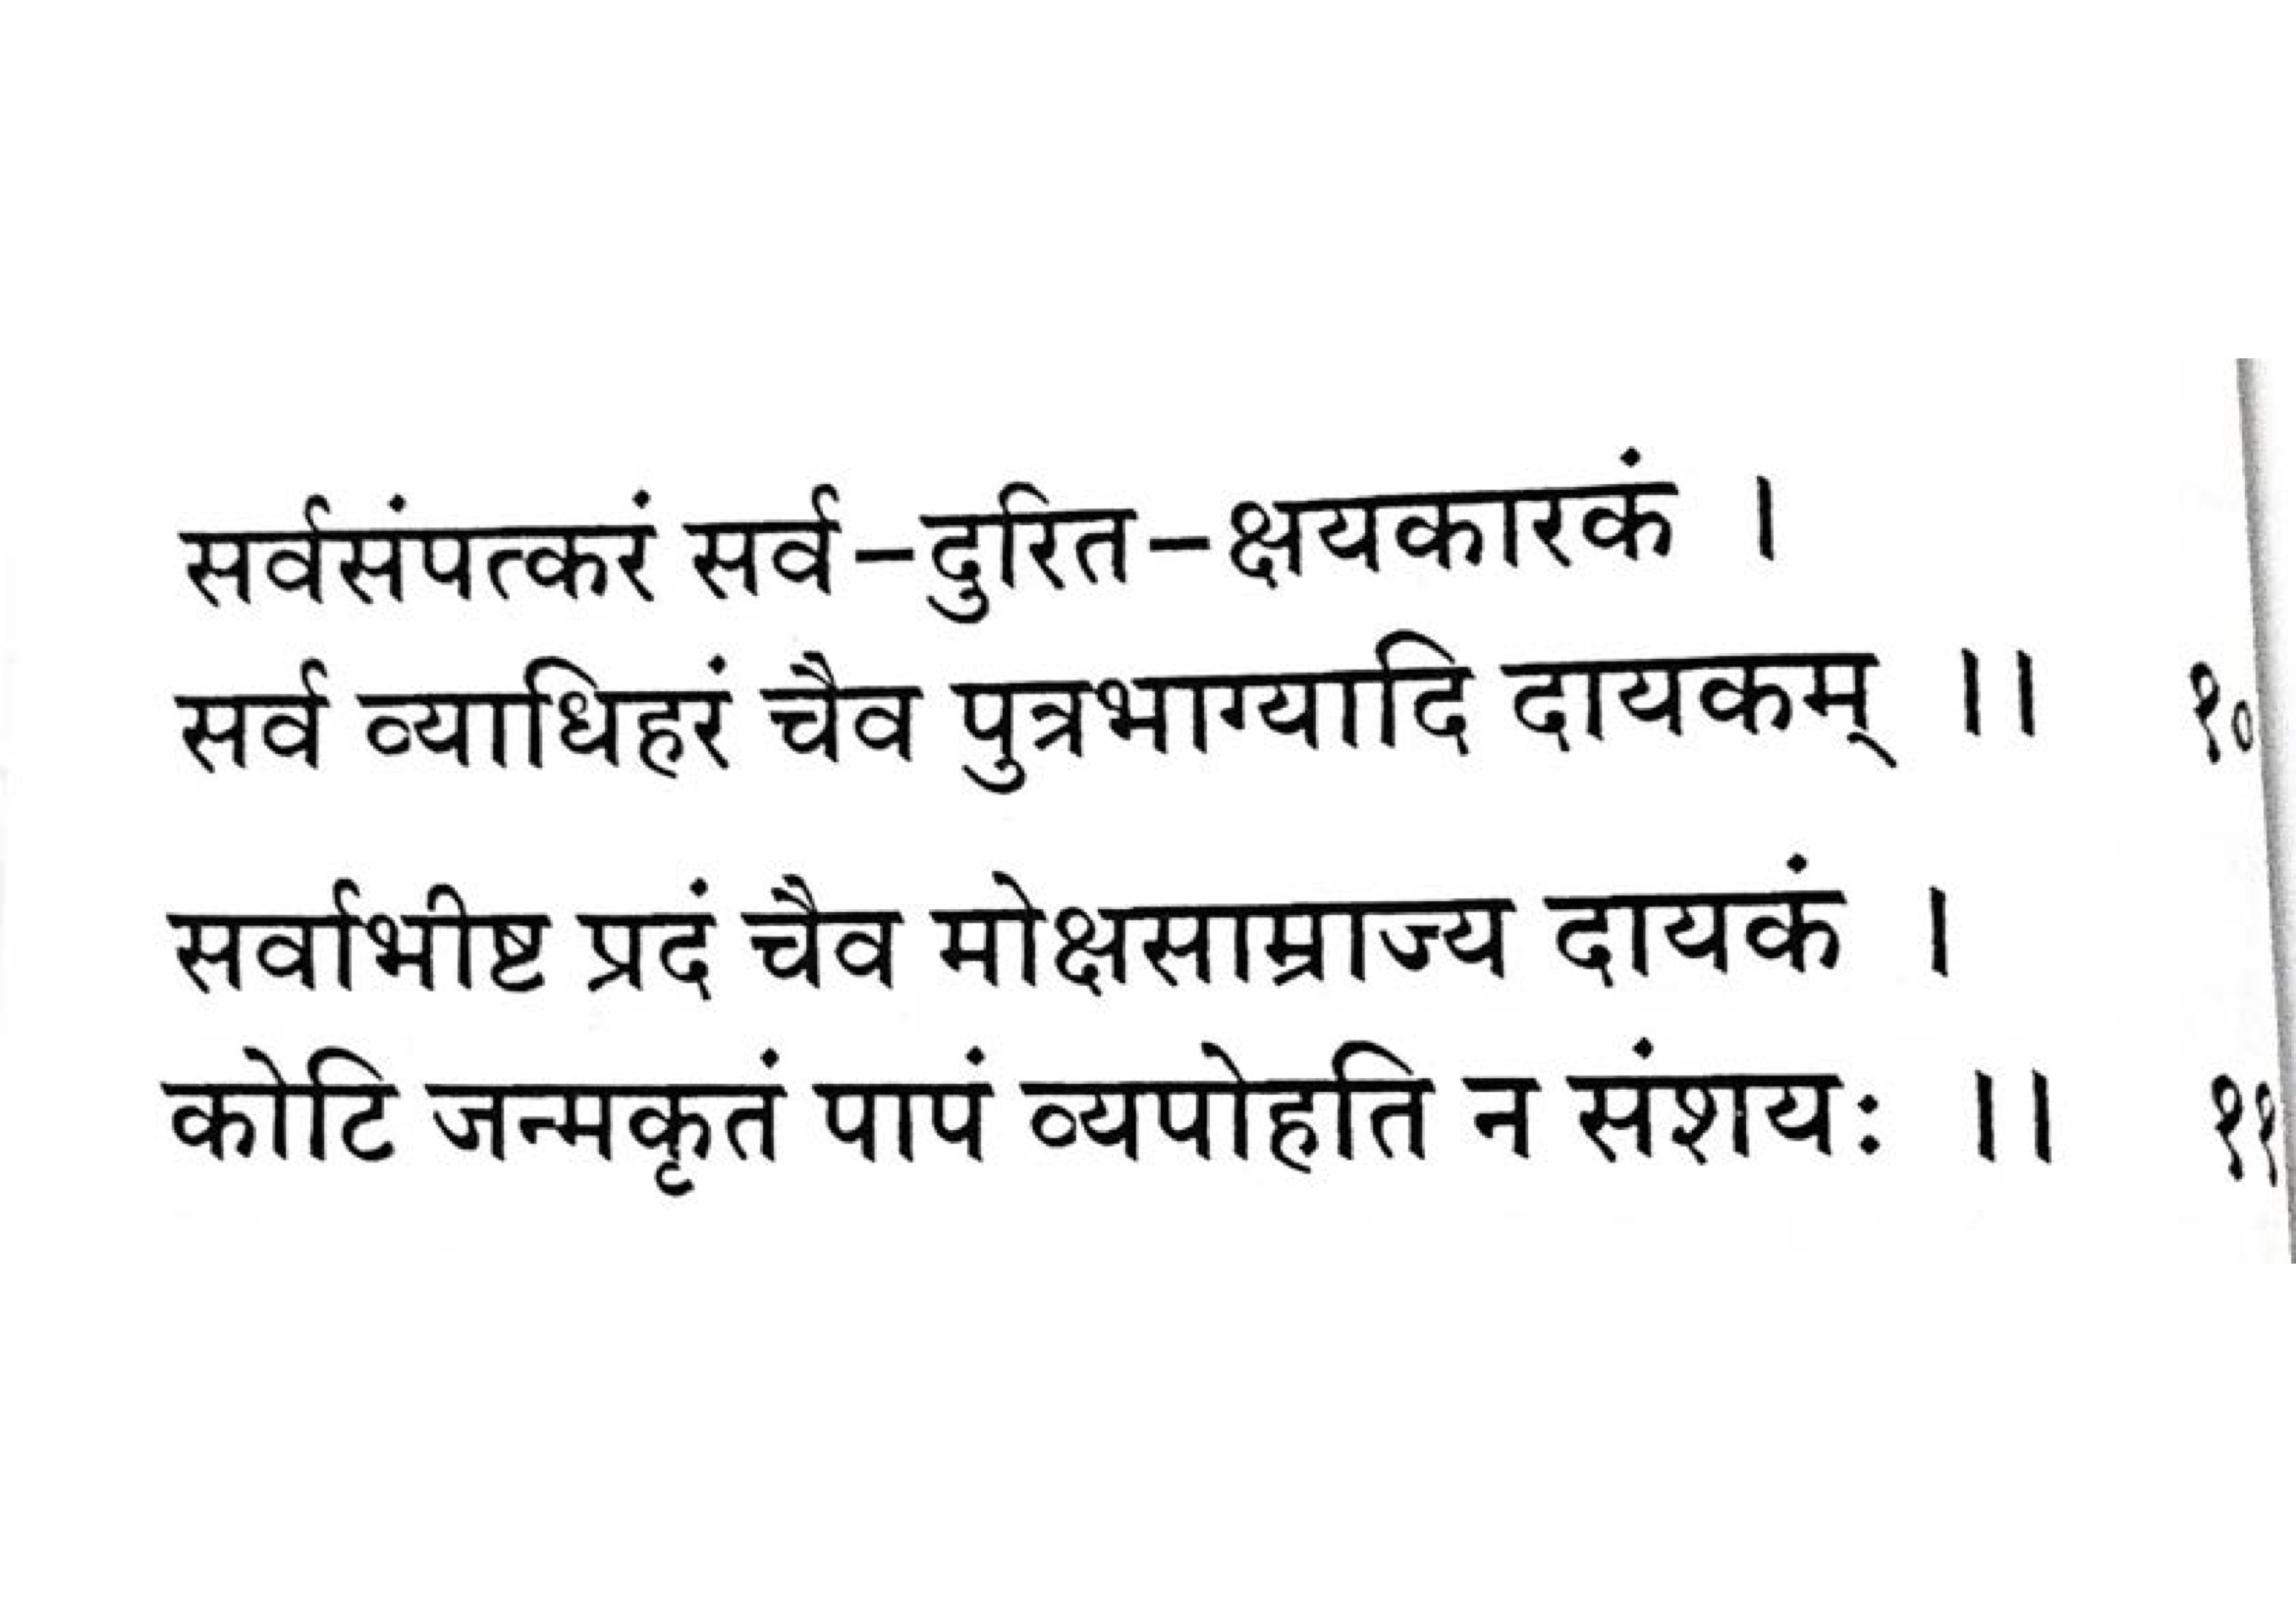 सर्वसंपत्करं सर्व-दुरित-क्षयकारकं ।
सर्व व्याधिहरं चैव पुत्रभाग्यादि दायकम् ।। १०
सर्वाभीष्ट प्रदं चैव मोक्षसाम्राज्य दायकं ।
कोटि जन्मकृतं पापं व्यपोहति न संशयः ।। ११